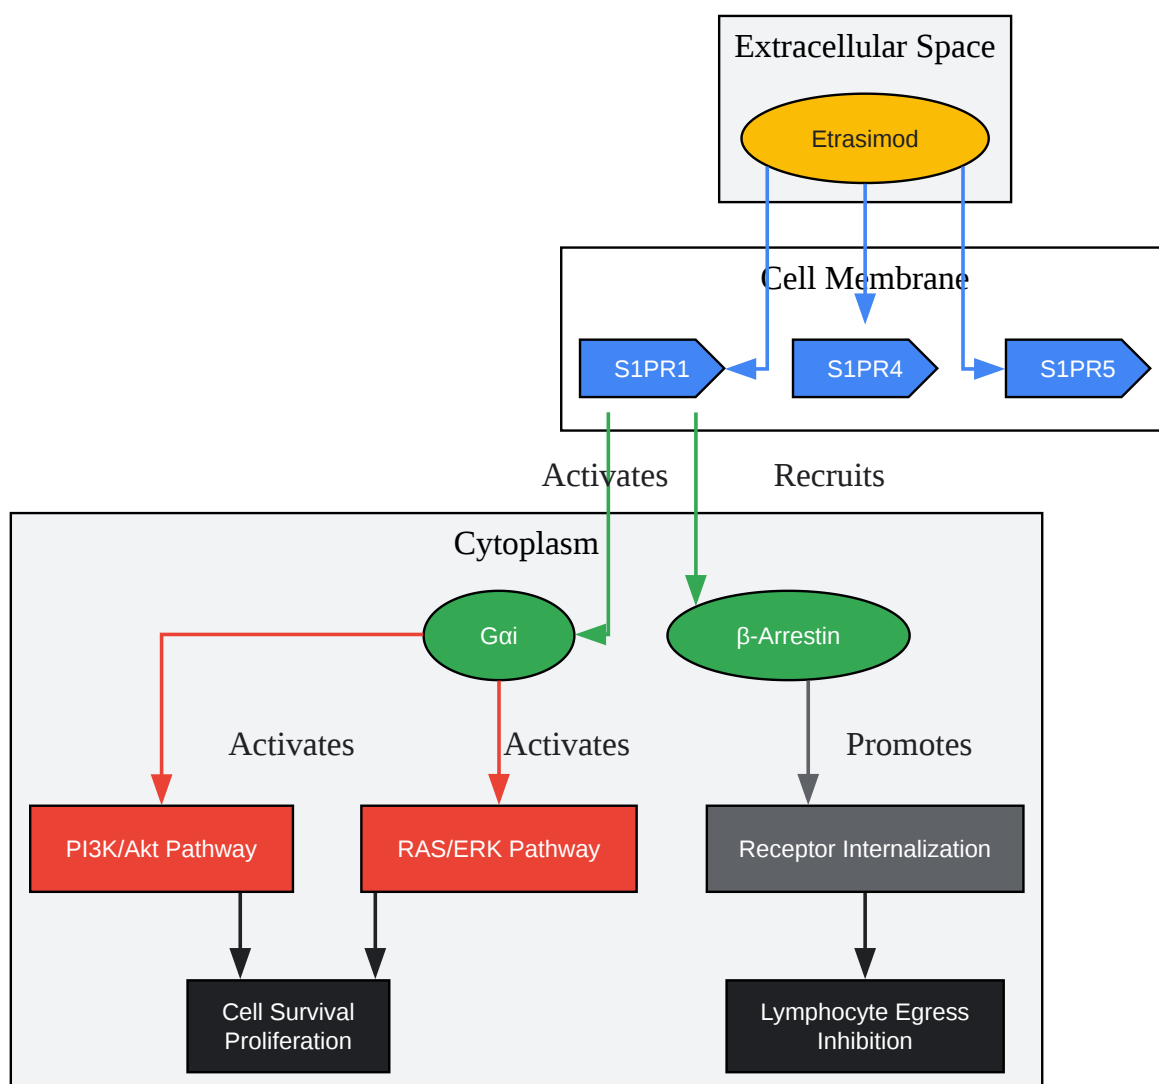 Extracellular Space
Etrasimod
Cell Membrane
S1PR1
S1PR4
S1PR5
Activates
Recruits
Cytoplasm
Gαi
β-Arrestin
Activates
Activates
Promotes
PI3K/Akt Pathway
RAS/ERK Pathway
Receptor Internalization
Cell Survival
Proliferation
Lymphocyte Egress
Inhibition